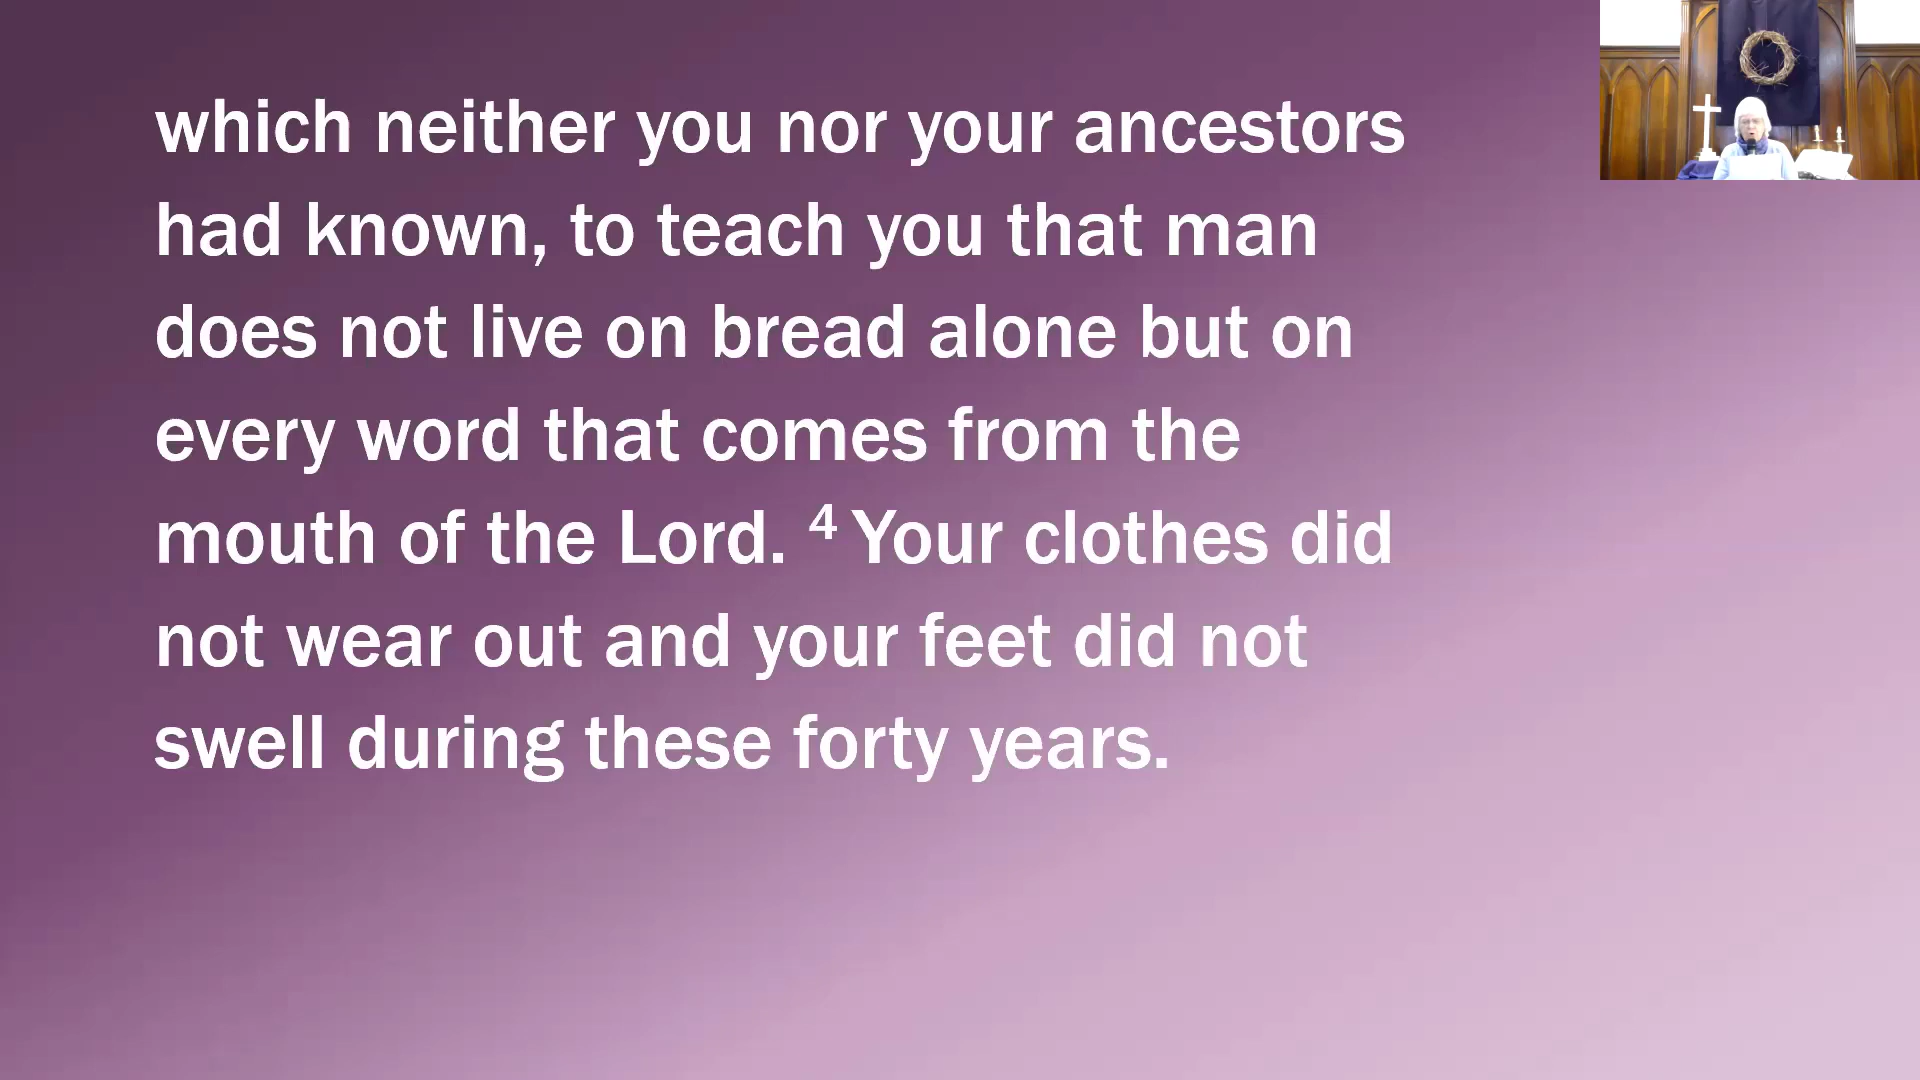 which neither you nor your ancestors
had known, to teach you that man
does not live on bread alone but on
every word that comes from the
mouth of the Lord. ⁴ Your clothes did
not wear out and your feet did not
swell during these forty years.